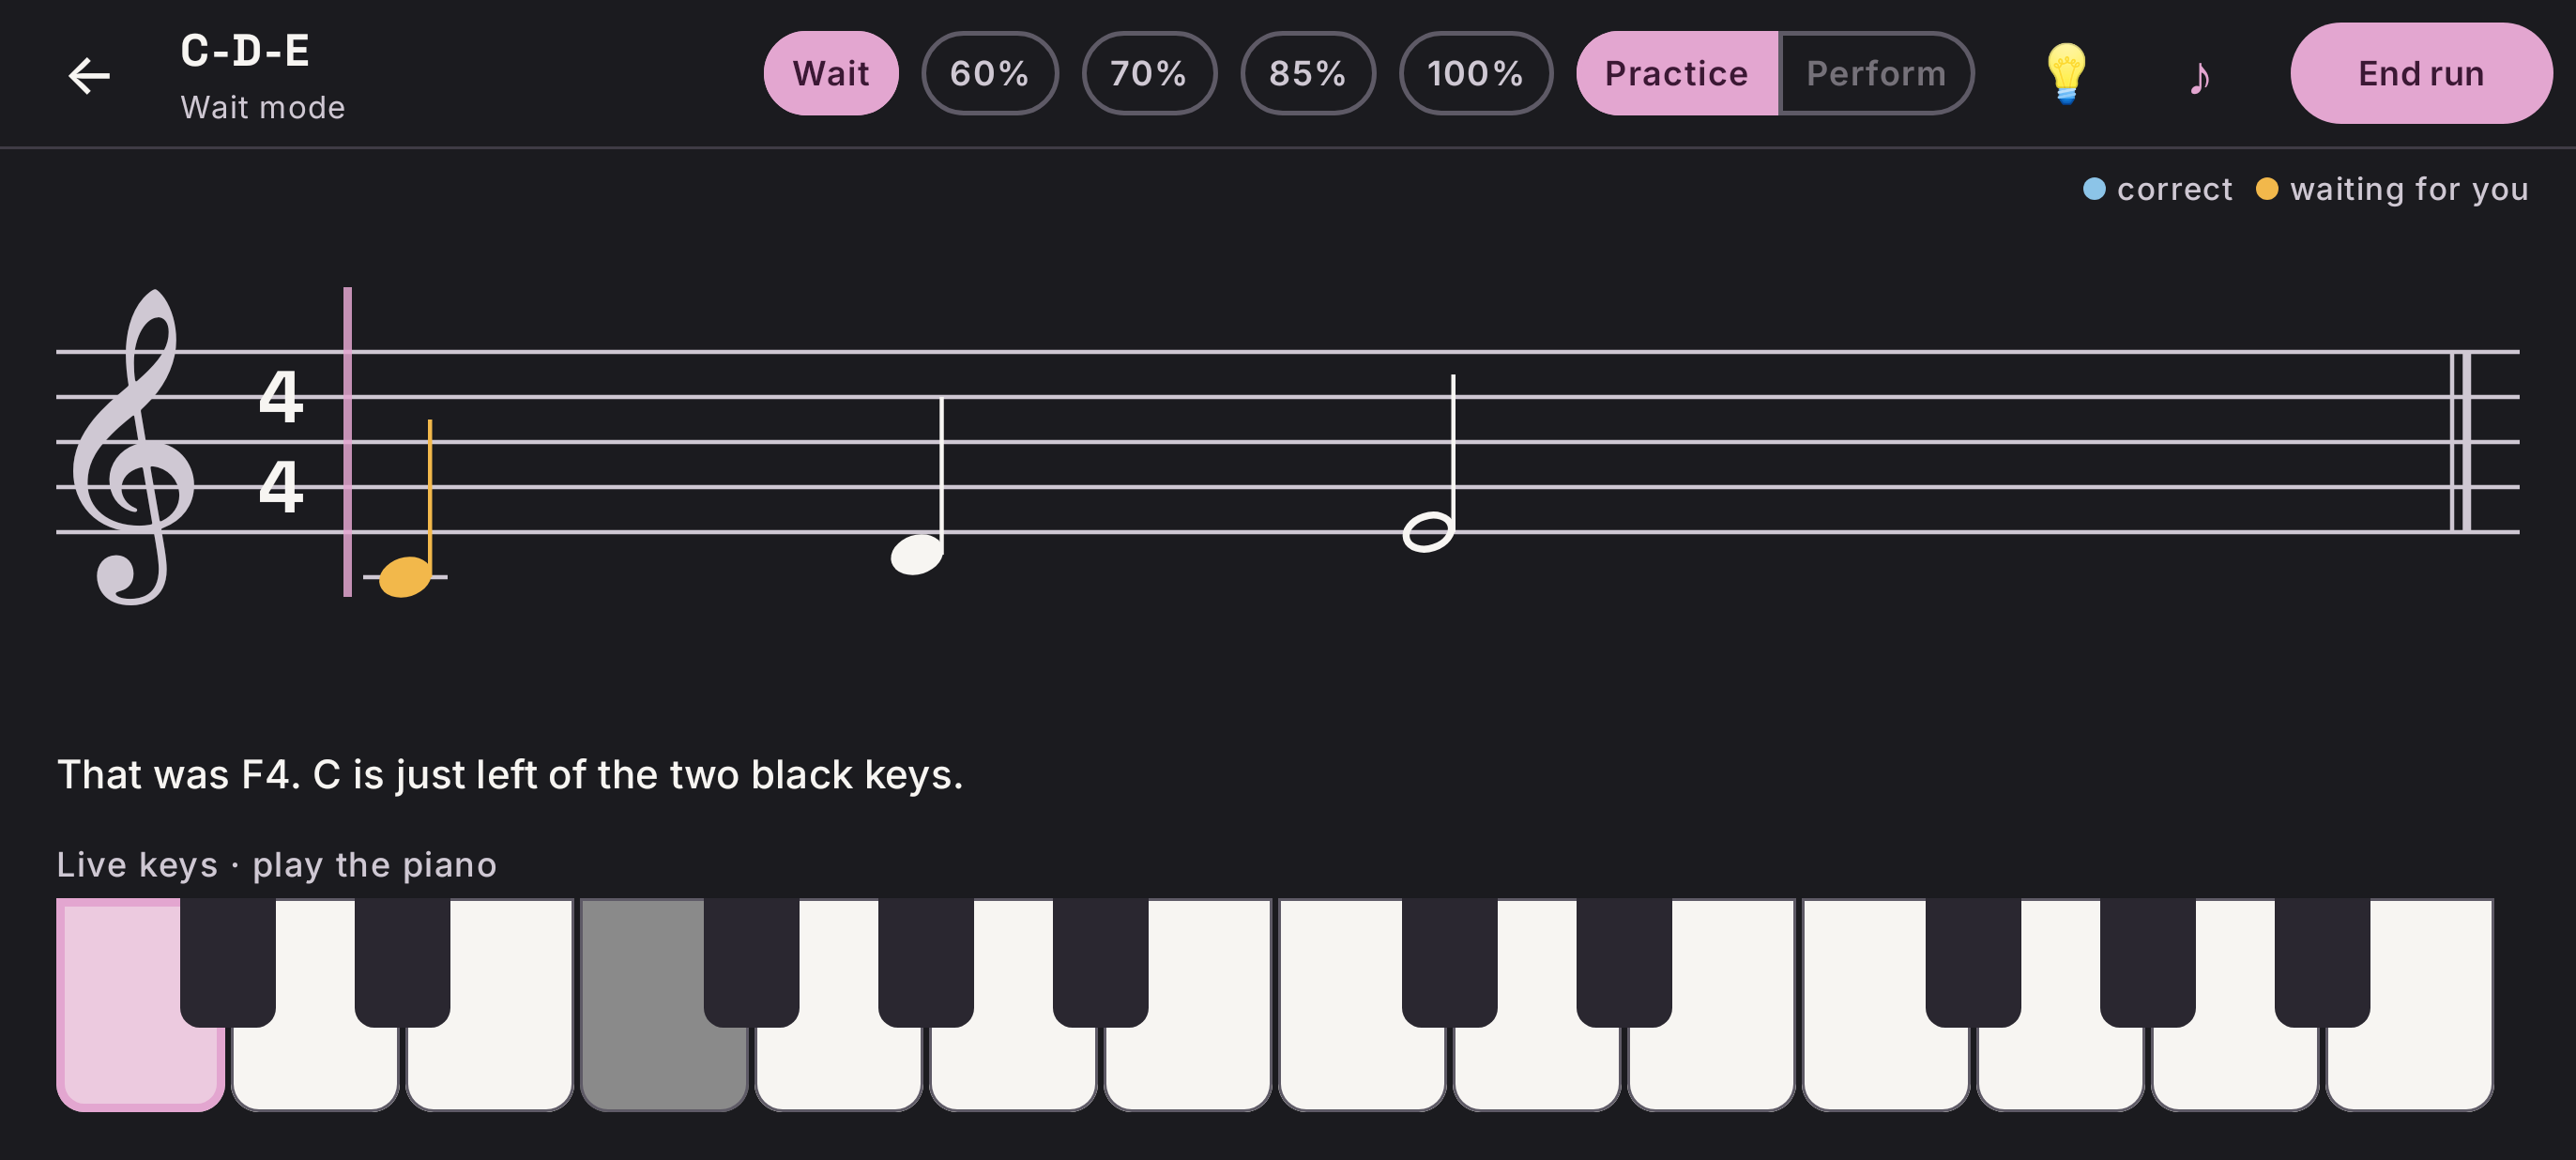 C-D-E
Wait mode
Wait 60% 70% 85% 100% Practice Perform End run
correct waiting for you
4
4
That was F4. C is just left of the two black keys.
Live keys · play the piano